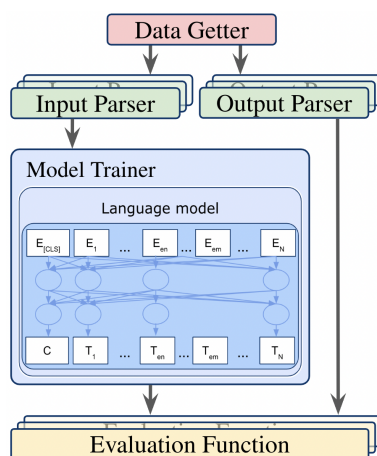 Data Getter
Input Parser
Output Parser
Model Trainer
Language model
E[CLS] E1 ... Een ... Eem ... EN
C T1 ... Ten ... Tem ... TN
Evaluation Function